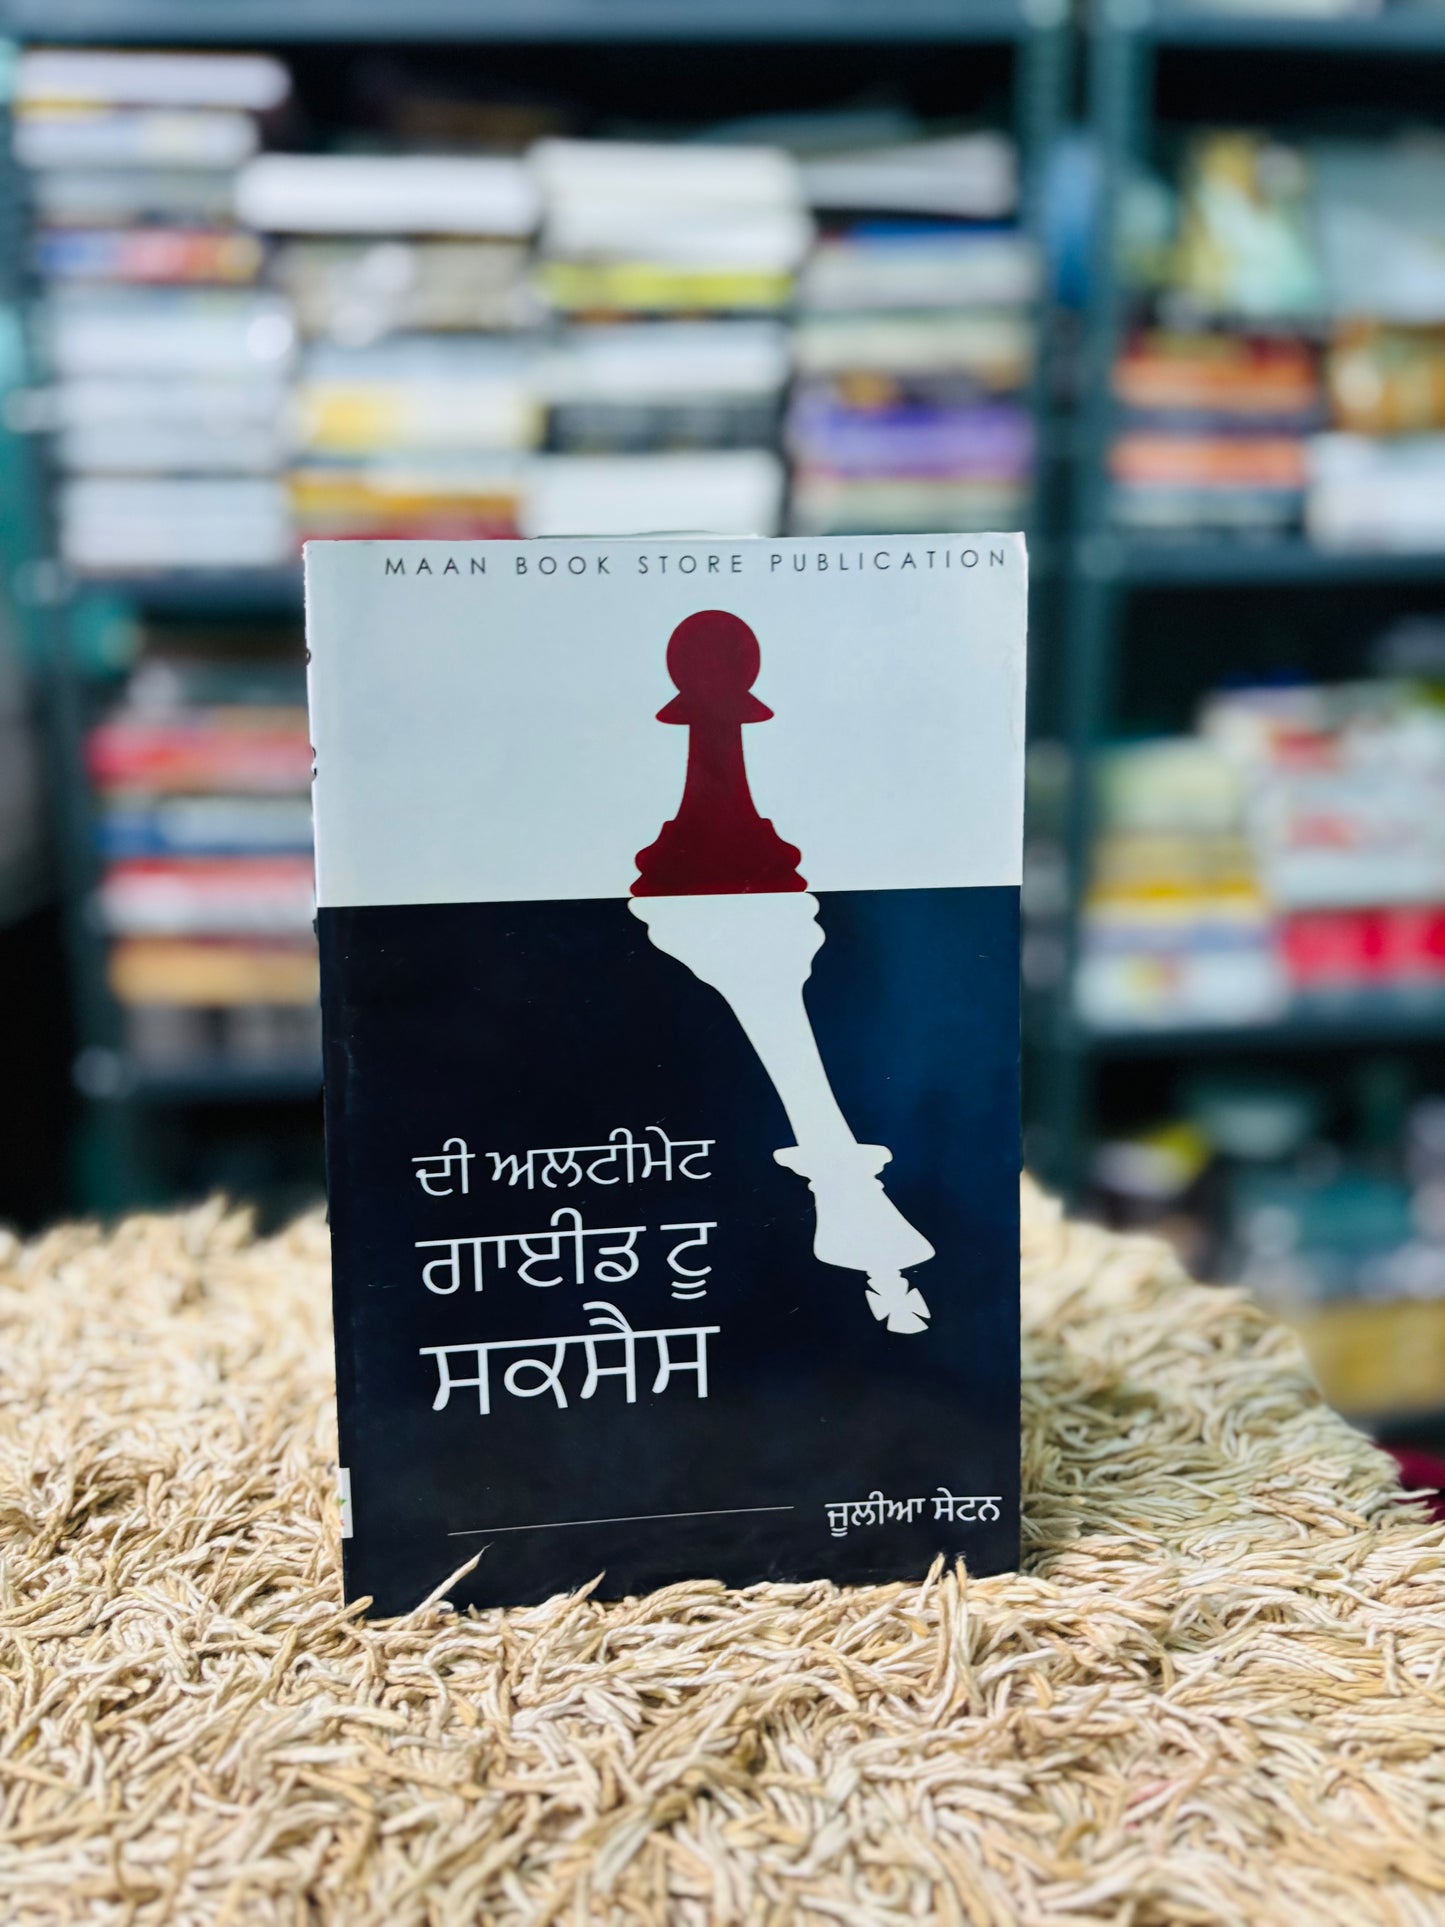 MAAN BOOK STORE PUBLICATION
ਦੀ ਅਲਟੀਮੇਟ
ਗਾਈਡ ਟੂ
ਸਕਸੈਸ
ਜੂਲੀਆ ਸੇਟਨ